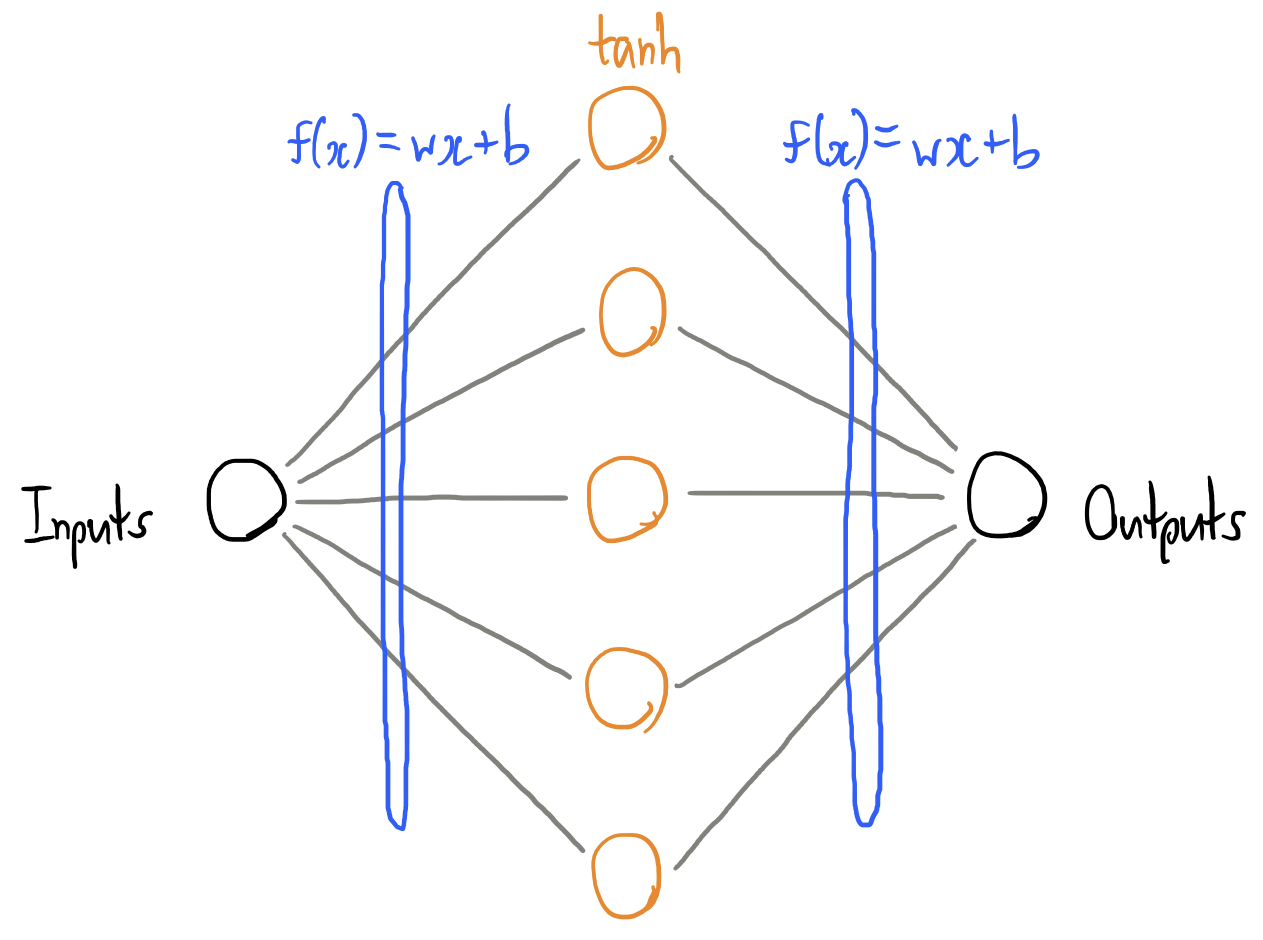 tanh
f(x) = wx+b
f(x) = wx+b
Inputs
Outputs